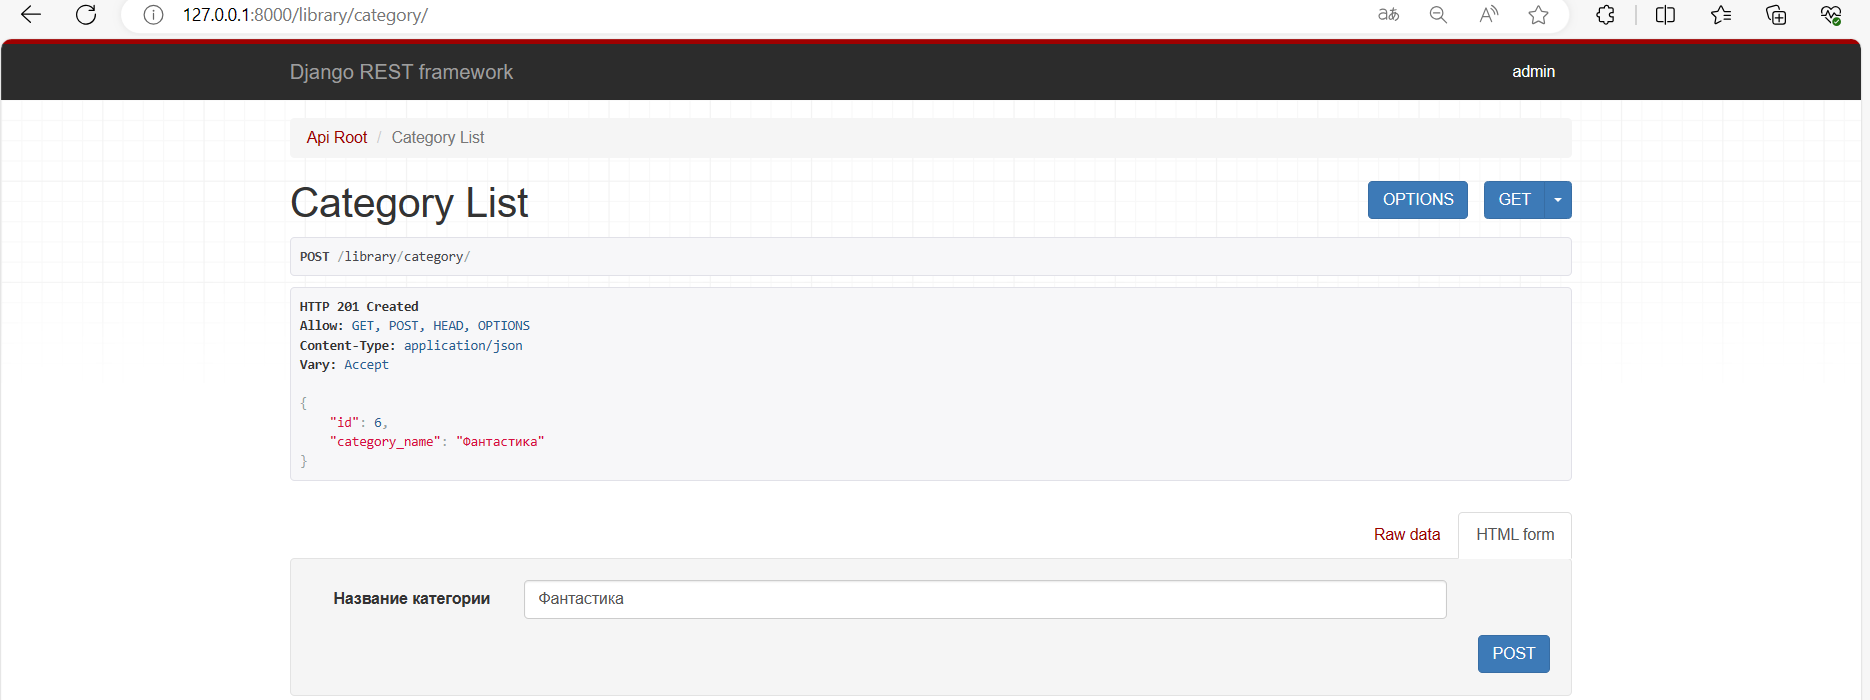 127.0.0.1:8000/library/category/
Django REST framework
admin
Api Root / Category List
Category List
OPTIONS
GET
POST /library/category/
HTTP 201 Created
Allow: GET, POST, HEAD, OPTIONS
Content-Type: application/json
Vary: Accept
{
    "id": 6,
    "category_name": "Фантастика"
}
Raw data
HTML form
Название категории
Фантастика
POST